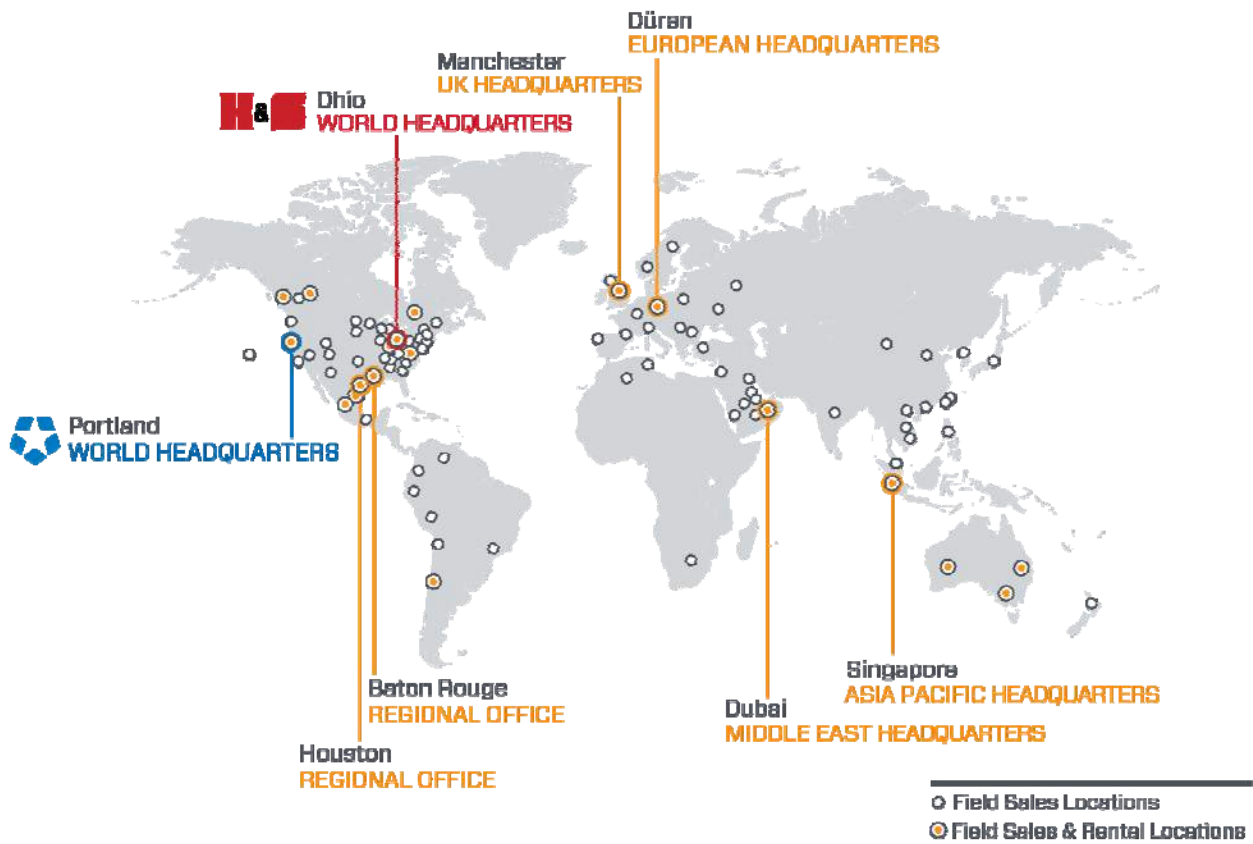 Düren
EUROPEAN HEADQUARTERS
Manchester
UK HEADQUARTERS
H&S
Ohio
WORLD HEADQUARTERS
Portland
WORLD HEADQUARTERS
Baton Rouge
REGIONAL OFFICE
Houston
REGIONAL OFFICE
Singapore
ASIA PACIFIC HEADQUARTERS
Dubai
MIDDLE EAST HEADQUARTERS
Field Sales Locations
Field Sales & Rental Locations